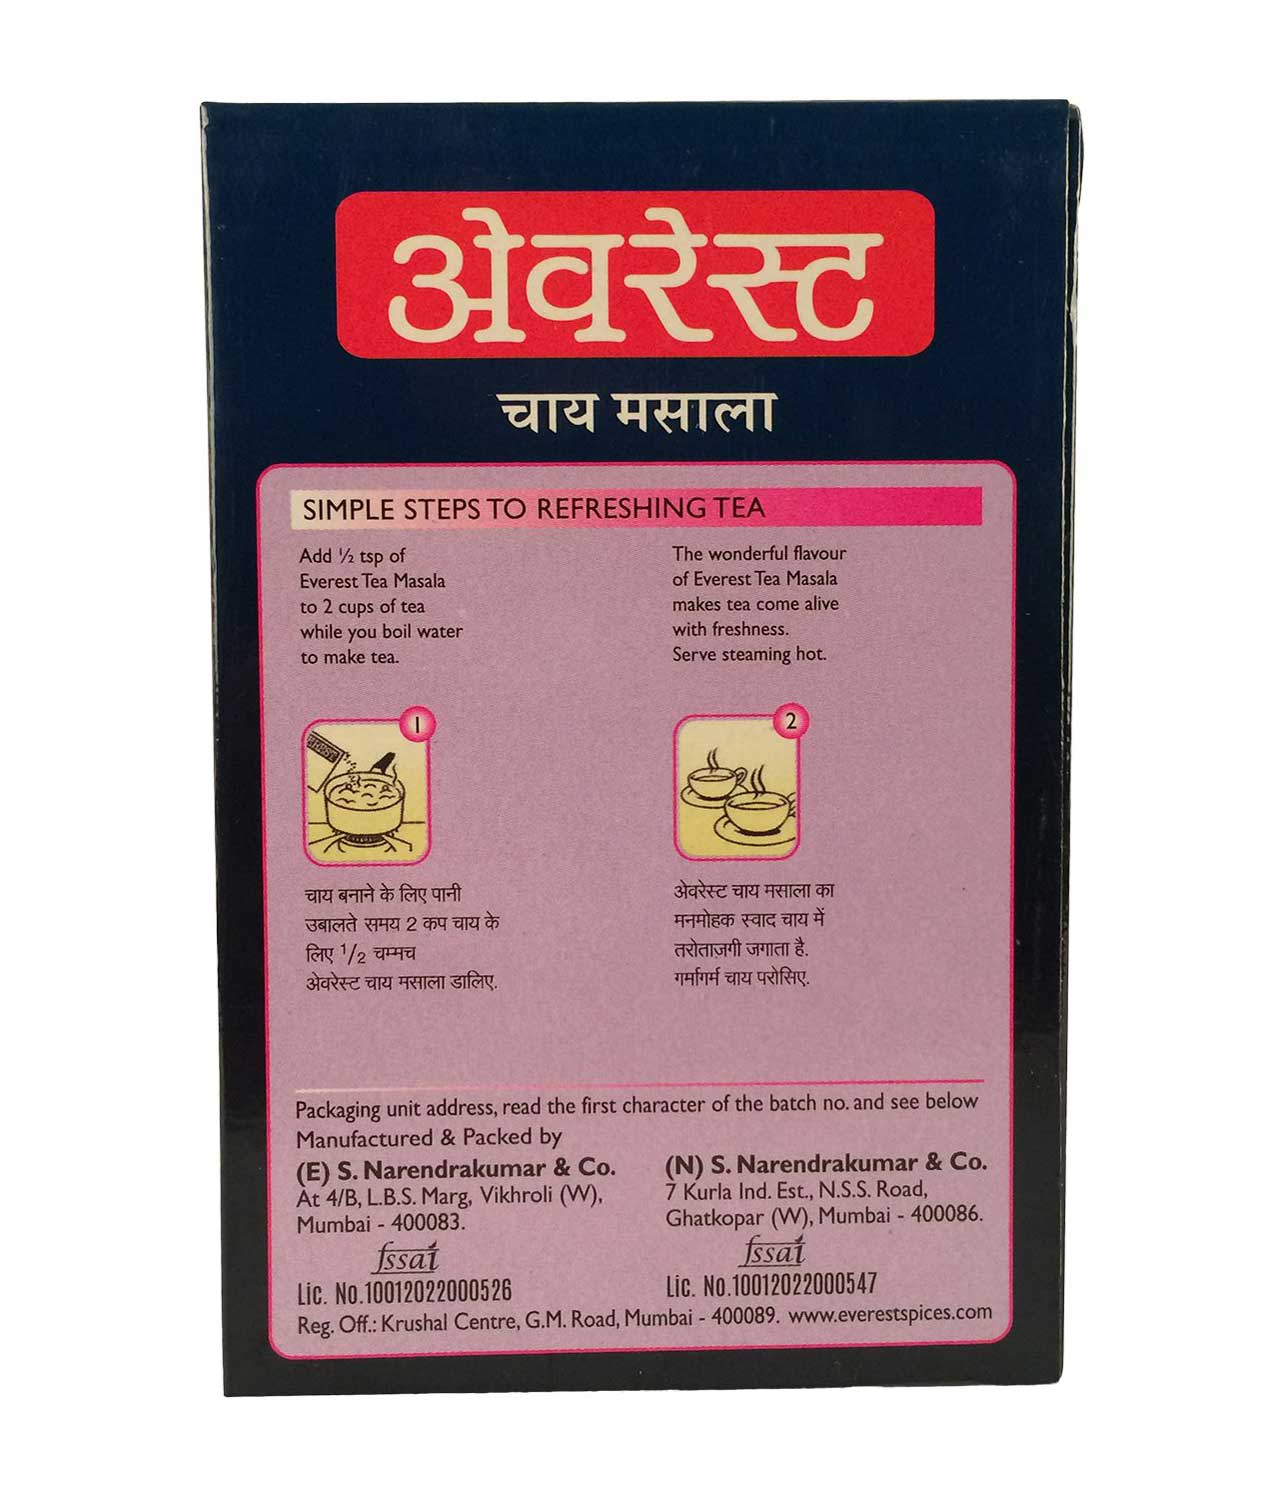 अेवरेस्ट
चाय मसाला
SIMPLE STEPS TO REFRESHING TEA
Add ½ tsp of
Everest Tea Masala
to 2 cups of tea
while you boil water
to make tea.
The wonderful flavour
of Everest Tea Masala
makes tea come alive
with freshness.
Serve steaming hot.
1
2
EVEREST
चाय बनाने के लिए पानी
उबालते समय 2 कप चाय के
लिए 1/2 चम्मच
अेवरेस्ट चाय मसाला डालिए.
अेवरेस्ट चाय मसाला का
मनमोहक स्वाद चाय में
तरोताज़गी जगाता है.
गर्मागर्म चाय परोसिए.
Packaging unit address, read the first character of the batch no. and see below
Manufactured & Packed by
(E) S. Narendrakumar & Co.
At 4/B, L.B.S. Marg, Vikhroli (W),
Mumbai - 400083.
fssai
Lic. No.10012022000526
(N) S. Narendrakumar & Co.
7 Kurla Ind. Est., N.S.S. Road,
Ghatkopar (W), Mumbai - 400086.
fssai
Lic. No.10012022000547
Reg. Off.: Krushal Centre, G.M. Road, Mumbai - 400089. www.everestspices.com